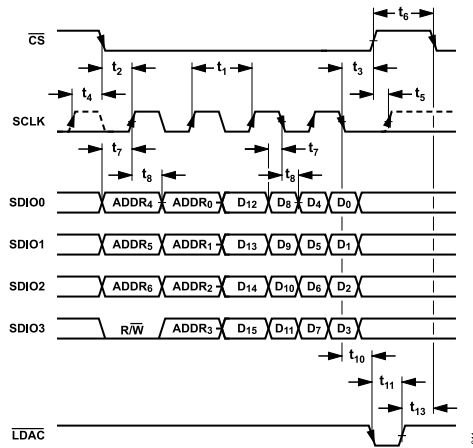 t6
CS
t2 t1 t3
t4 t5
SCLK
t7 t7
t8 t8
SDIO0 ADDR4 ADDR0 D12 D8 D4 D0
SDIO1 ADDR5 ADDR1 D13 D9 D5 D1
SDIO2 ADDR6 ADDR2 D14 D10 D6 D2
SDIO3 R/W ADDR3 D15 D11 D7 D3
t10
t11
t13
LDAC